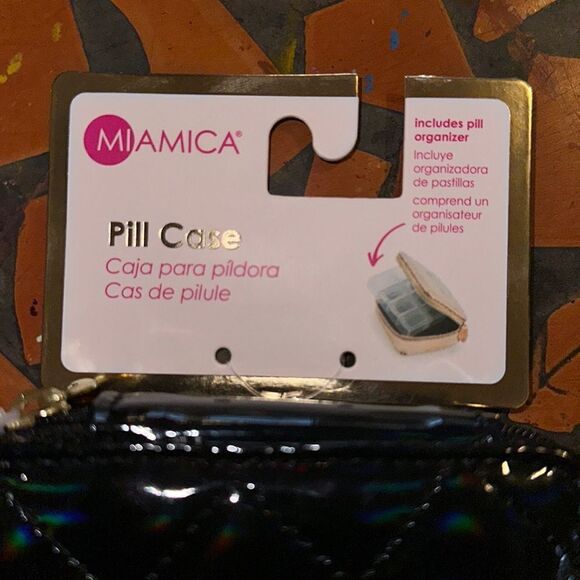 MIAMICA®
Pill Case
Caja para píldora
Cas de pilule
includes pill
organizer
Incluye
organizadora
de pastillas
comprend un
organisateur
de pilules